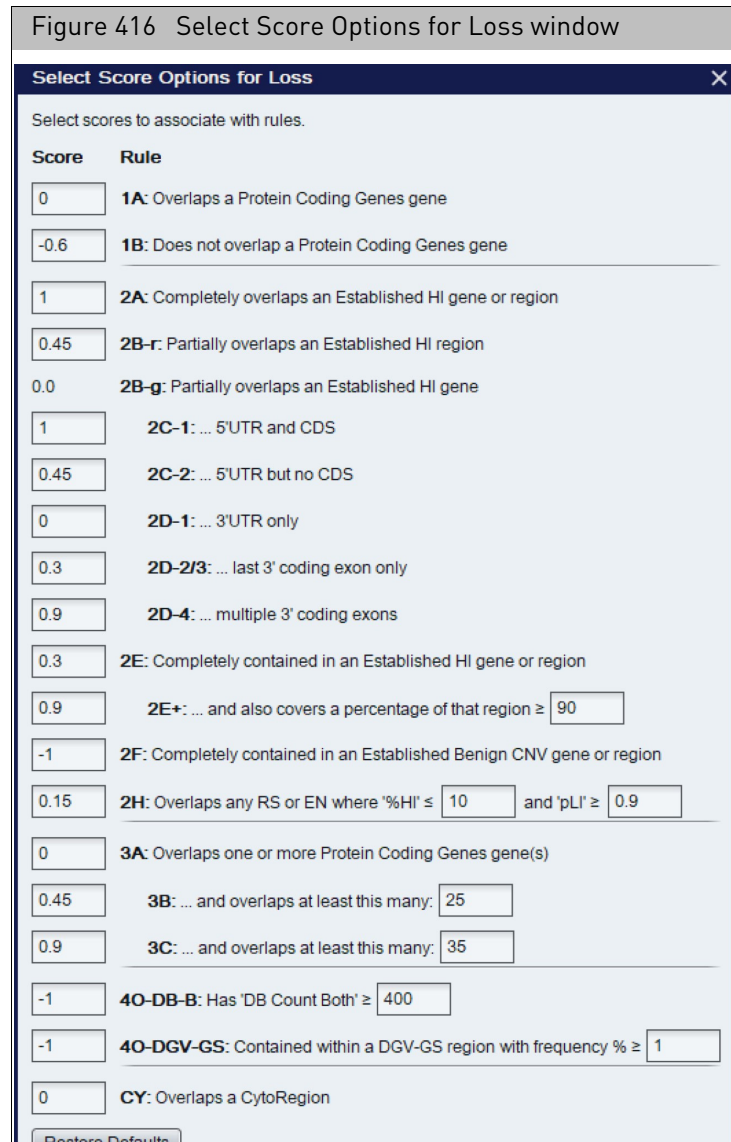 Figure 416 Select Score Options for Loss window
Select Score Options for Loss
Select scores to associate with rules.
Score Rule
0 1A: Overlaps a Protein Coding Genes gene
-0.6 1B: Does not overlap a Protein Coding Genes gene
1 2A: Completely overlaps an Established HI gene or region
0.45 2B-r: Partially overlaps an Established HI region
0.0 2B-g: Partially overlaps an Established HI gene
1 2C-1: ... 5'UTR and CDS
0.45 2C-2: ... 5'UTR but no CDS
0 2D-1: ... 3'UTR only
0.3 2D-2/3: ... last 3' coding exon only
0.9 2D-4: ... multiple 3' coding exons
0.3 2E: Completely contained in an Established HI gene or region
0.9 2E+: ... and also covers a percentage of that region ≥ 90
-1 2F: Completely contained in an Established Benign CNV gene or region
0.15 2H: Overlaps any RS or EN where '%HI' ≤ 10 and 'pLI' ≥ 0.9
0 3A: Overlaps one or more Protein Coding Genes gene(s)
0.45 3B: ... and overlaps at least this many: 25
0.9 3C: ... and overlaps at least this many: 35
-1 4O-DB-B: Has 'DB Count Both' ≥ 400
-1 4O-DGV-GS: Contained within a DGV-GS region with frequency % ≥ 1
0 CY: Overlaps a CytoRegion
Restore Defaults